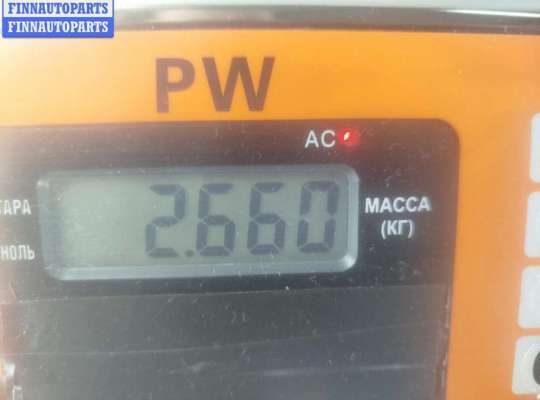 FINNAUTOPARTS
FINNAUTOPARTS
PW
AC
ТАРА
2.660
МАССА
(КГ)
НОЛЬ